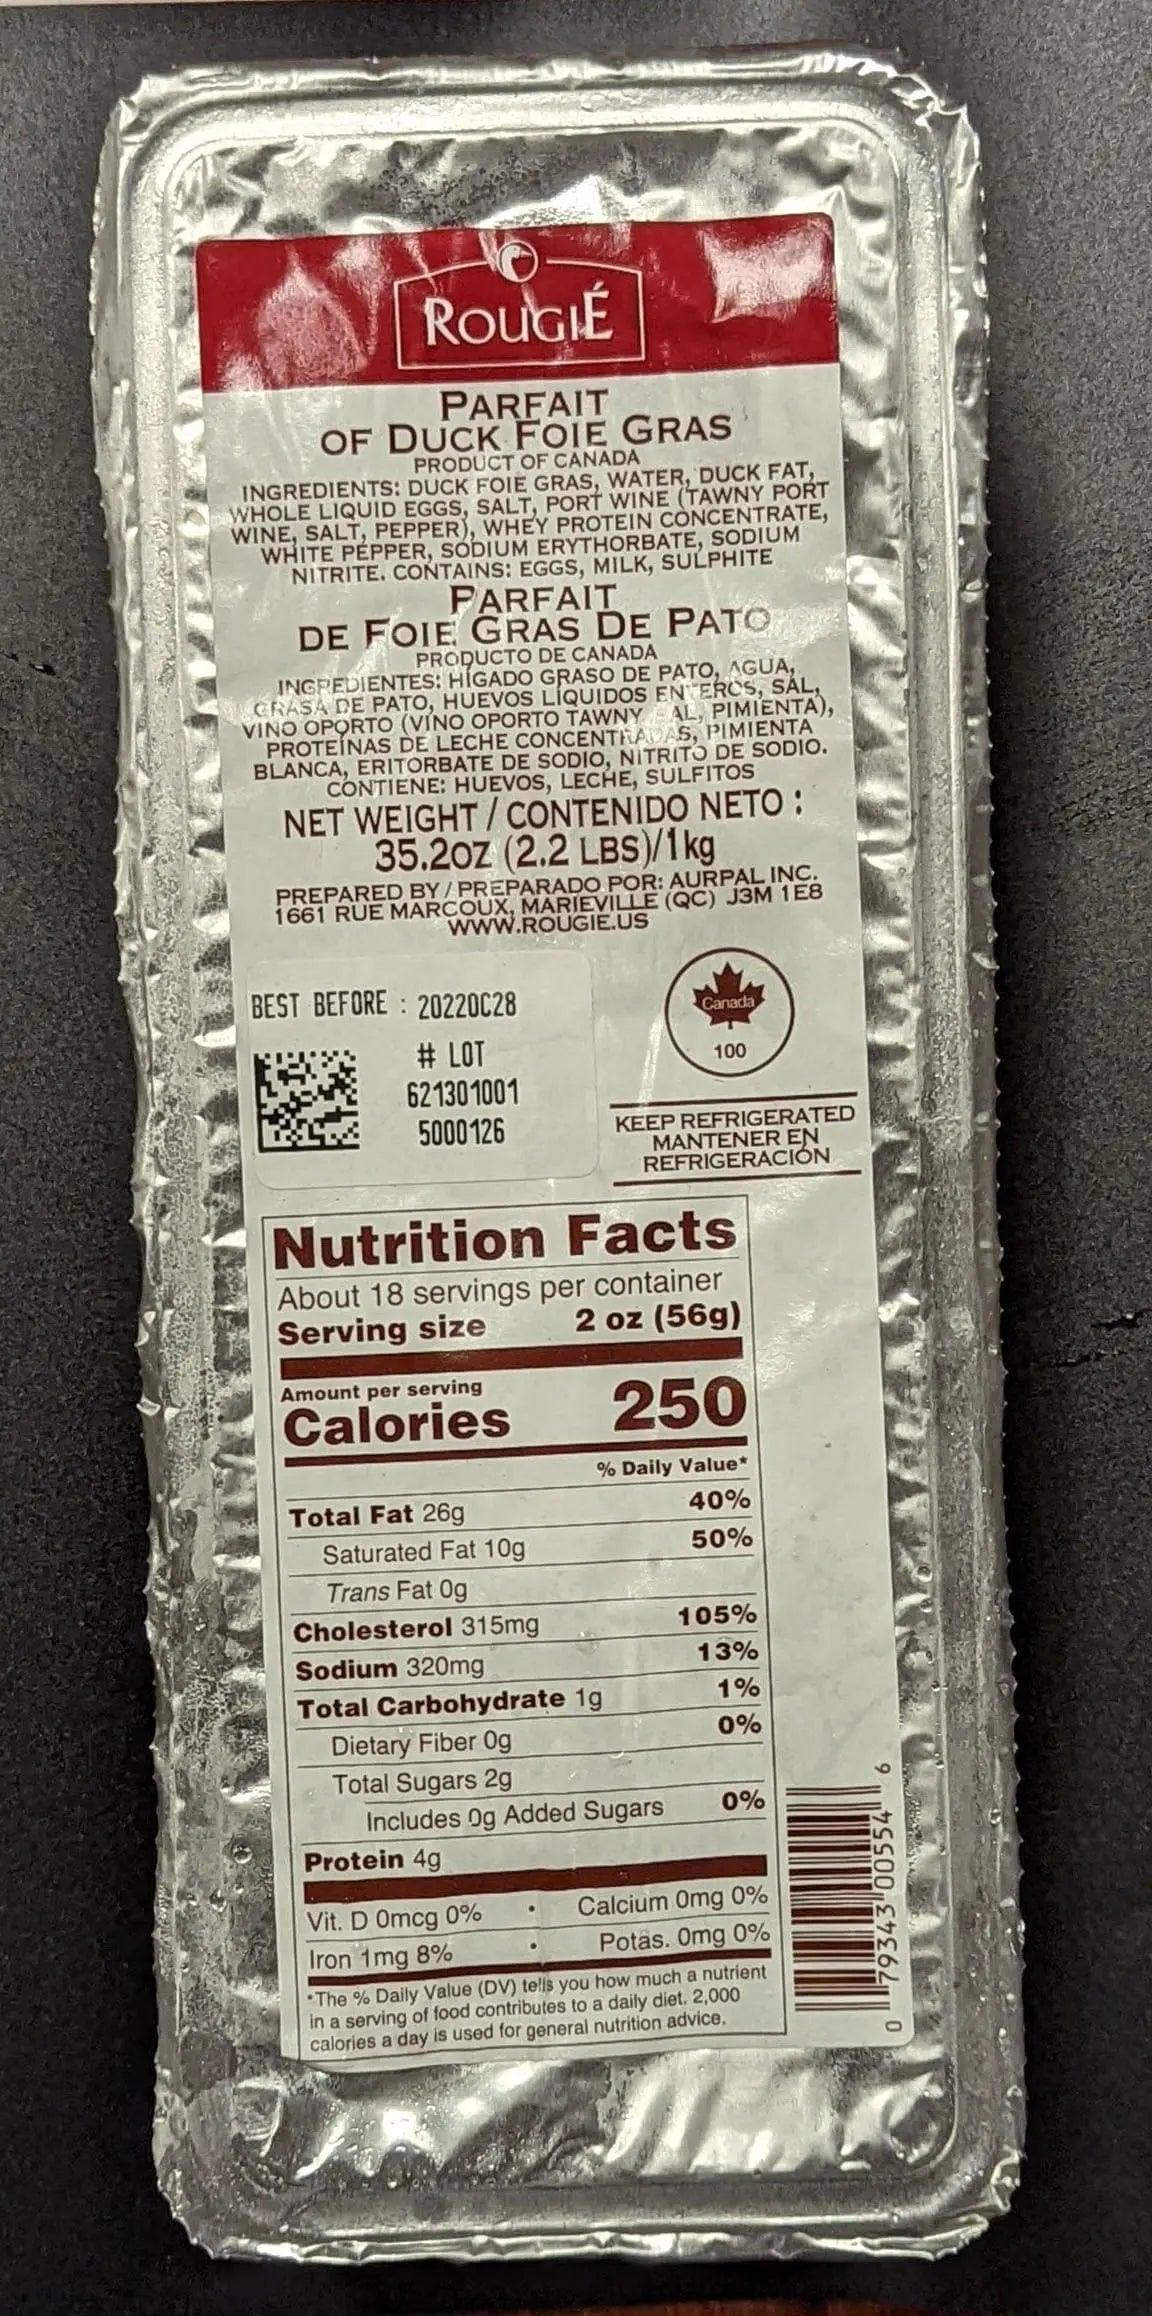 ROUGIÉ
PARFAIT
OF DUCK FOIE GRAS
PRODUCT OF CANADA
INGREDIENTS: DUCK FOIE GRAS, WATER, DUCK FAT,
WHOLE LIQUID EGGS, SALT, PORT WINE (TAWNY PORT
WINE, SALT, PEPPER), WHEY PROTEIN CONCENTRATE,
WHITE PEPPER, SODIUM ERYTHORBATE, SODIUM
NITRITE. CONTAINS: EGGS, MILK, SULPHITE
PARFAIT
DE FOIE GRAS DE PATO
PRODUCTO DE CANADA
INGREDIENTES: HÍGADO GRASO DE PATO, AGUA,
GRASA DE PATO, HUEVOS LÍQUIDOS ENTEROS, SAL,
VINO OPORTO (VINO OPORTO TAWNY, SAL, PIMIENTA),
PROTEÍNAS DE LECHE CONCENTRADAS, PIMIENTA
BLANCA, ERITORBATE DE SODIO, NITRITO DE SODIO.
CONTIENE: HUEVOS, LECHE, SULFITOS
NET WEIGHT / CONTENIDO NETO :
35.2oz (2.2 LBS)/1kg
PREPARED BY / PREPARADO POR: AURPAL INC.
1661 RUE MARCOUX, MARIEVILLE (QC) J3M 1E8
WWW.ROUGIE.US
BEST BEFORE : 2022OC28
# LOT
621301001
5000126
Canada
100
KEEP REFRIGERATED
MANTENER EN
REFRIGERACIÓN
Nutrition Facts
About 18 servings per container
Serving size 2 oz (56g)
Amount per serving
Calories 250
% Daily Value*
Total Fat 26g 40%
Saturated Fat 10g 50%
Trans Fat 0g
Cholesterol 315mg 105%
Sodium 320mg 13%
Total Carbohydrate 1g 1%
Dietary Fiber 0g 0%
Total Sugars 2g
Includes 0g Added Sugars 0%
Protein 4g
Vit. D 0mcg 0% • Calcium 0mg 0%
Iron 1mg 8% • Potas. 0mg 0%
*The % Daily Value (DV) tells you how much a nutrient
in a serving of food contributes to a daily diet. 2,000
calories a day is used for general nutrition advice.
0 79343 00554 6